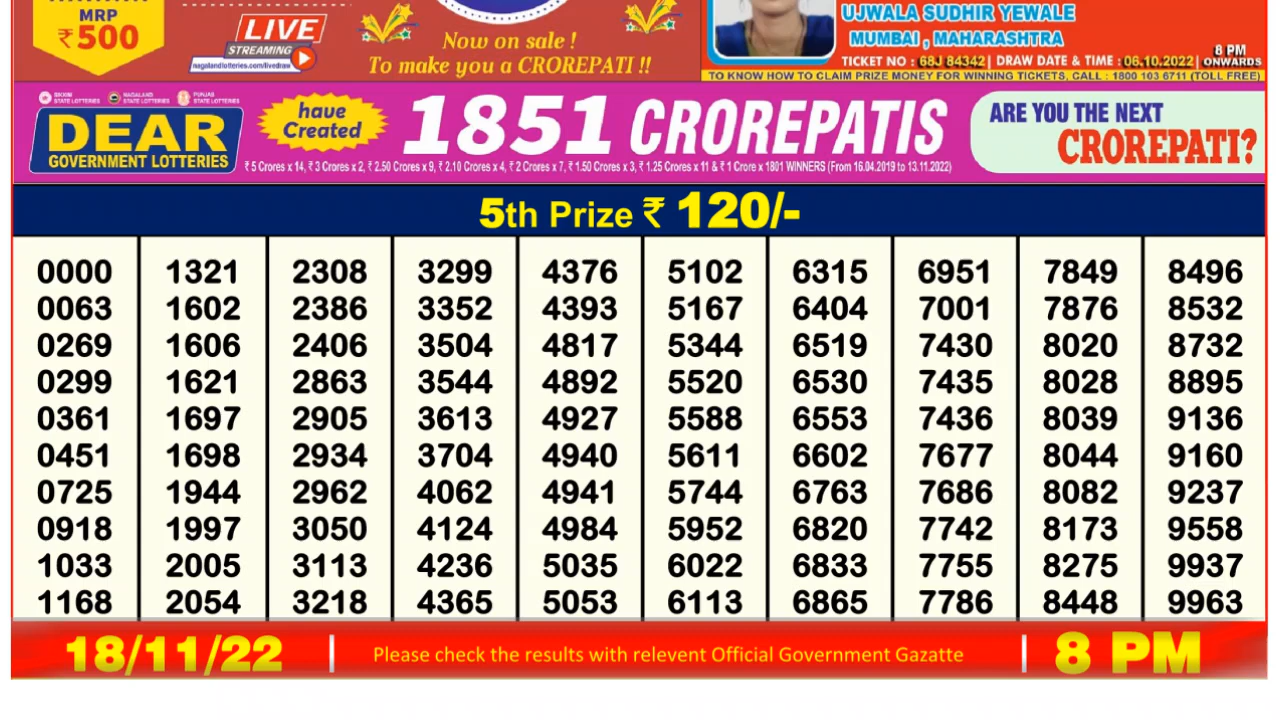 MRP
₹500
LIVE
STREAMING
nagalandlotteries.com/livedraw
Now on sale !
To make you a CROREPATI !!
UJWALA SUDHIR YEWALE
MUMBAI , MAHARASHTRA
TICKET NO : 68J 84342 | DRAW DATE & TIME : 06.10.2022 | 8 PM ONWARDS
TO KNOW HOW TO CLAIM PRIZE MONEY FOR WINNING TICKETS, CALL : 1800 103 6711 (TOLL FREE)
SIKKIM STATE LOTTERIES NAGALAND STATE LOTTERIES PUNJAB STATE LOTTERIES
DEAR
GOVERNMENT LOTTERIES
have
Created
1851 CROREPATIS
₹ 5 Crores x 14, ₹ 3 Crores x 2, ₹ 2.50 Crores x 9, ₹ 2.10 Crores x 4, ₹ 2 Crores x 7, ₹ 1.50 Crores x 3, ₹ 1.25 Crores x 11 & ₹ 1 Crore x 1801 WINNERS (From 16.04.2019 to 13.11.2022)
ARE YOU THE NEXT
CROREPATI?
5th Prize ₹ 120/-
0000 1321 2308 3299 4376 5102 6315 6951 7849 8496
0063 1602 2386 3352 4393 5167 6404 7001 7876 8532
0269 1606 2406 3504 4817 5344 6519 7430 8020 8732
0299 1621 2863 3544 4892 5520 6530 7435 8028 8895
0361 1697 2905 3613 4927 5588 6553 7436 8039 9136
0451 1698 2934 3704 4940 5611 6602 7677 8044 9160
0725 1944 2962 4062 4941 5744 6763 7686 8082 9237
0918 1997 3050 4124 4984 5952 6820 7742 8173 9558
1033 2005 3113 4236 5035 6022 6833 7755 8275 9937
1168 2054 3218 4365 5053 6113 6865 7786 8448 9963
18/11/22 | Please check the results with relevent Official Government Gazatte | 8 PM